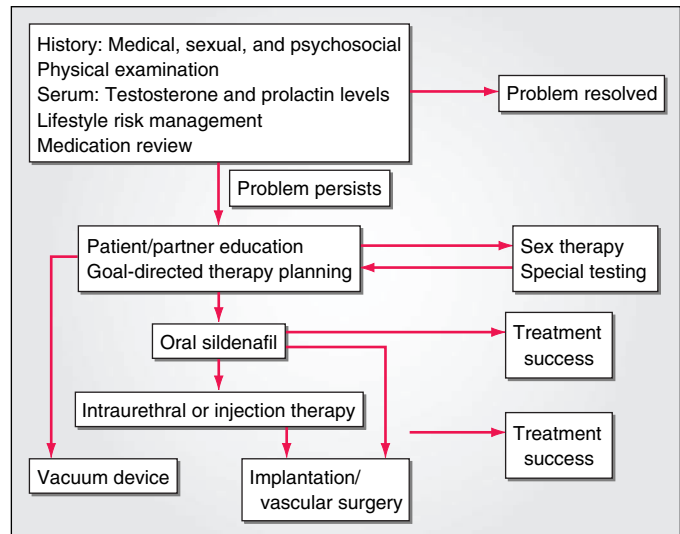 History: Medical, sexual, and psychosocial
Physical examination
Serum: Testosterone and prolactin levels
Lifestyle risk management
Medication review
Problem resolved
Problem persists
Patient/partner education
Goal-directed therapy planning
Sex therapy
Special testing
Oral sildenafil
Treatment
success
Intraurethral or injection therapy
Treatment
success
Vacuum device
Implantation/
vascular surgery